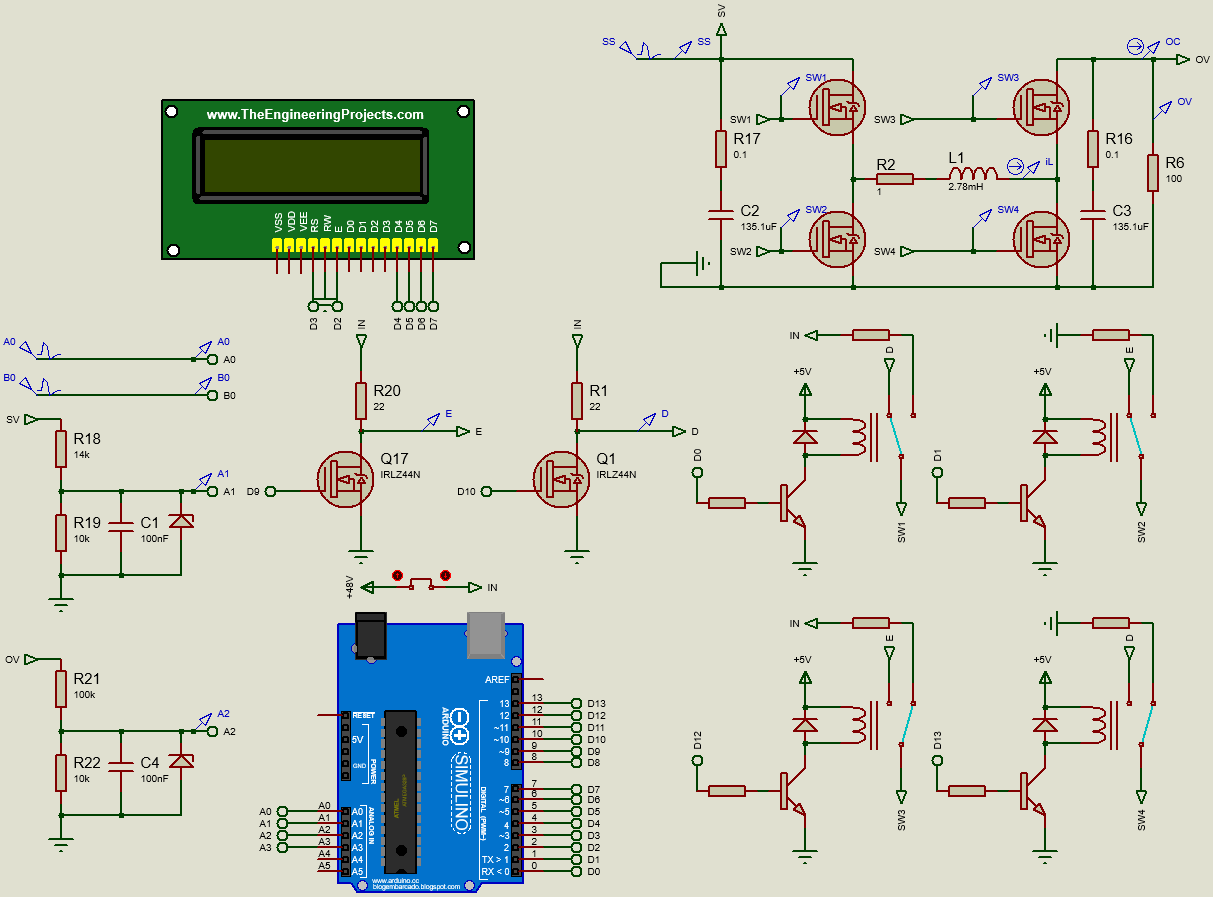 www.TheEngineeringProjects.com
VSS VDD VEE RS RW E D0 D1 D2 D3 D4 D5 D6 D7
D3 D2 D4 D5 D6 D7
SV
SS SS
OC
OV
SW1 SW3
SW1 SW3
R17
0.1
R16
0.1
R6
100
R2
1
L1
2.78mH
iL
C2
135.1uF
C3
135.1uF
SW2 SW4
SW2 SW4
A0 A0
A0
B0 B0
B0
SV
R18
14k
A1
A1
R19
10k
C1
100nF
IN
R20
22
E
E
Q17
IRLZ44N
D9
IN
R1
22
D
D
Q1
IRLZ44N
D10
IN
D
+5V
D0
SW1
E
+5V
D1
SW2
+48V
IN
OV
R21
100k
A2
A2
R22
10k
C4
100nF
AREF
RESET
5V
GND
POWER
ANALOG IN
A0 A0 A0
A1 A1 A1
A2 A2 A2
A3 A3 A3
A4 A4
A5 A5
ARDUINO
SIMULINO
DIGITAL (PWM~)
ATMEL
13 13 D13
12 12 D12
~11 11 D11
~10 10 D10
~9 9 D9
8 8 D8
7 7 D7
~6 6 D6
~5 5 D5
4 4 D4
~3 3 D3
2 2 D2
TX > 1 1 D1
RX < 0 0 D0
www.arduino.cc
blogembarcado.blogspot.com
IN
E
+5V
D12
SW3
D
+5V
D13
SW4